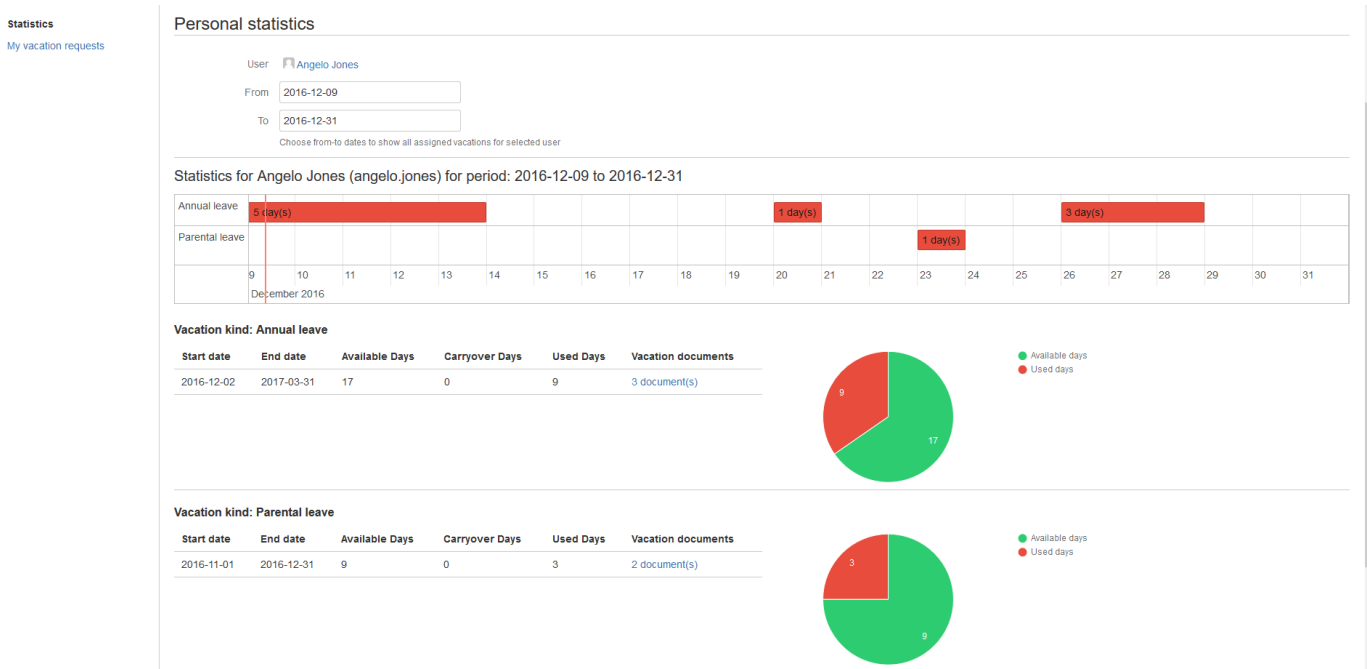 Statistics
My vacation requests
Personal statistics
User Angelo Jones
From 2016-12-09
To 2016-12-31
Choose from-to dates to show all assigned vacations for selected user
Statistics for Angelo Jones (angelo.jones) for period: 2016-12-09 to 2016-12-31
Annual leave 5 day(s) 1 day(s) 3 day(s)
Parental leave 1 day(s)
9 10 11 12 13 14 15 16 17 18 19 20 21 22 23 24 25 26 27 28 29 30 31
December 2016
Vacation kind: Annual leave
Start date End date Available Days Carryover Days Used Days Vacation documents
2016-12-02 2017-03-31 17 0 9 3 document(s)
Available days
Used days
9
17
Vacation kind: Parental leave
Start date End date Available Days Carryover Days Used Days Vacation documents
2016-11-01 2016-12-31 9 0 3 2 document(s)
Available days
Used days
3
9